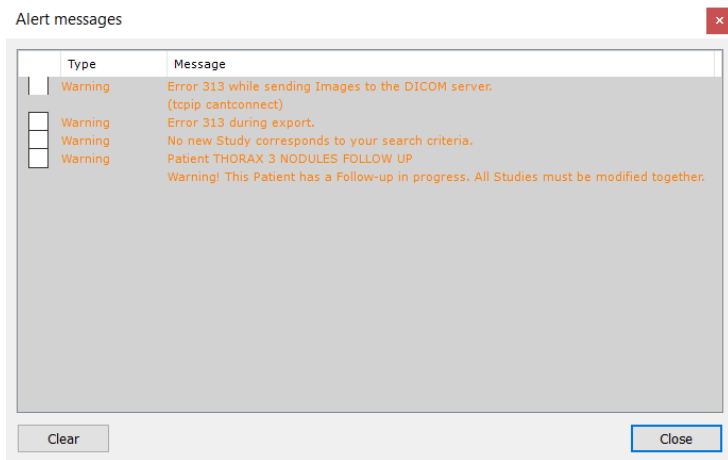 Alert messages
x
Type Message
Warning Error 313 while sending Images to the DICOM server.
(tcpip cantconnect)
Warning Error 313 during export.
Warning No new Study corresponds to your search criteria.
Warning Patient THORAX 3 NODULES FOLLOW UP
Warning! This Patient has a Follow-up in progress. All Studies must be modified together.
Clear Close